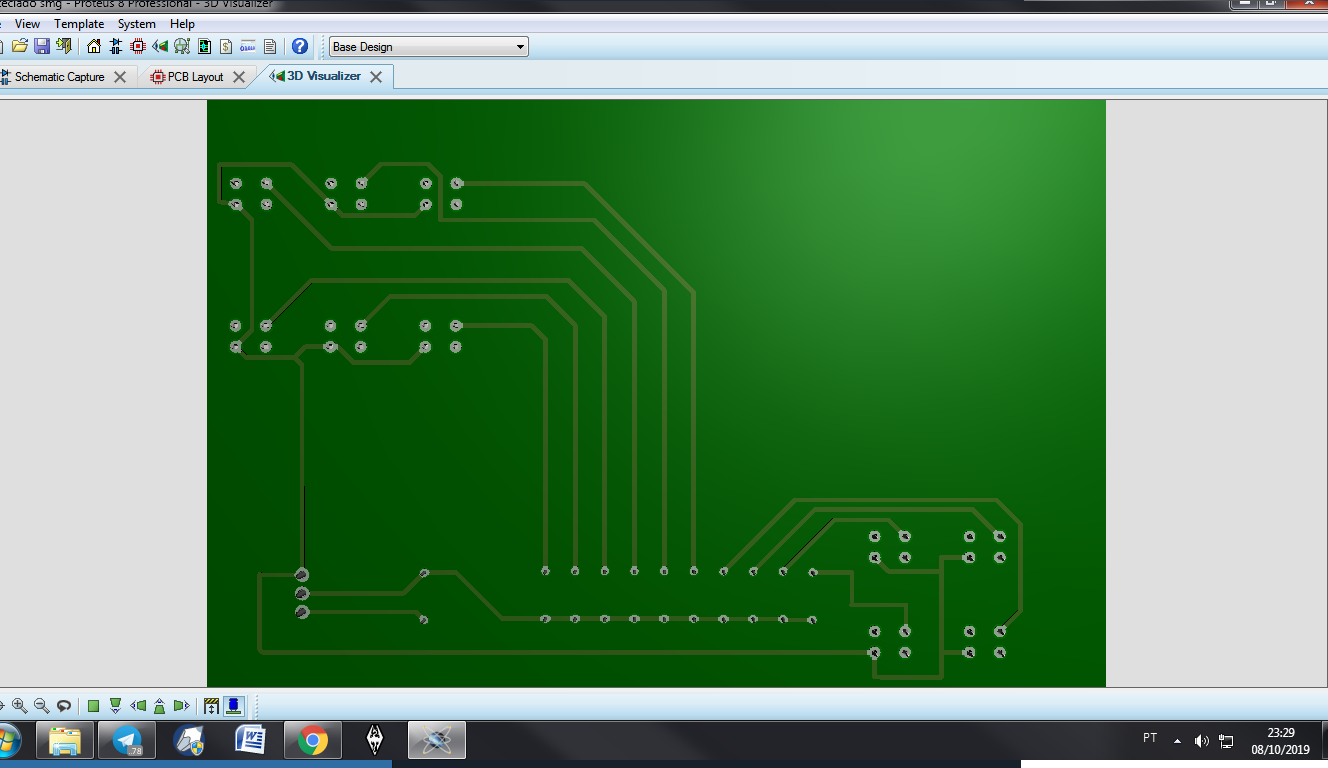 teclado smg - Proteus 8 Professional - 3D Visualizer
View Template System Help
Base Design
Schematic Capture PCB Layout 3D Visualizer
.78
PT
23:29
08/10/2019